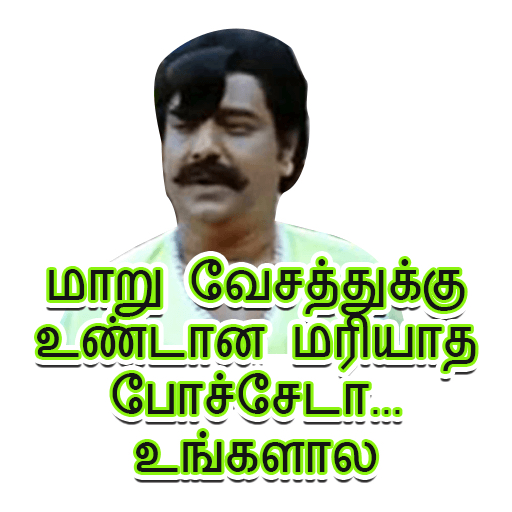 மாறு வேசத்துக்கு
உண்டான மரியாத
போச்சேடா...
உங்களால